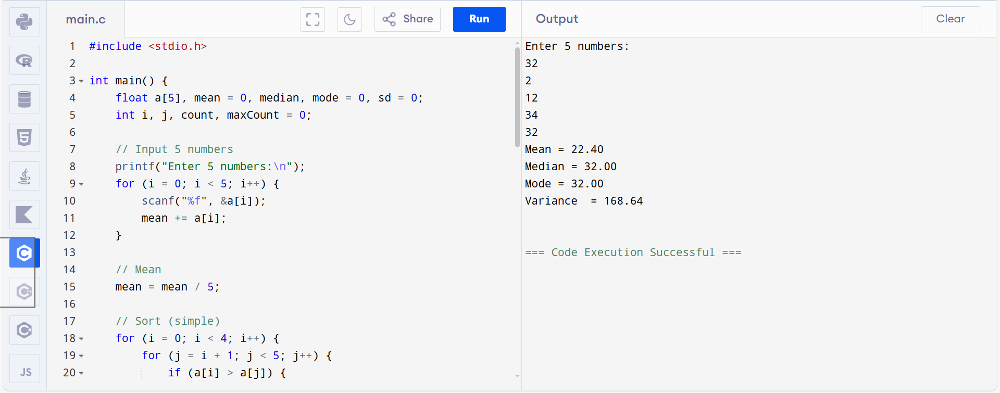 main.c
Share
Run
Output
Clear
1 #include <stdio.h>
2
3 int main() {
4 float a[5], mean = 0, median, mode = 0, sd = 0;
5 int i, j, count, maxCount = 0;
6
7 // Input 5 numbers
8 printf("Enter 5 numbers:\n");
9 for (i = 0; i < 5; i++) {
10 scanf("%f", &a[i]);
11 mean += a[i];
12 }
13
14 // Mean
15 mean = mean / 5;
16
17 // Sort (simple)
18 for (i = 0; i < 4; i++) {
19 for (j = i + 1; j < 5; j++) {
20 if (a[i] > a[j]) {
Enter 5 numbers:
32
2
12
34
32
Mean = 22.40
Median = 32.00
Mode = 32.00
Variance  = 168.64
=== Code Execution Successful ===
R
5
C
C
C#
JS